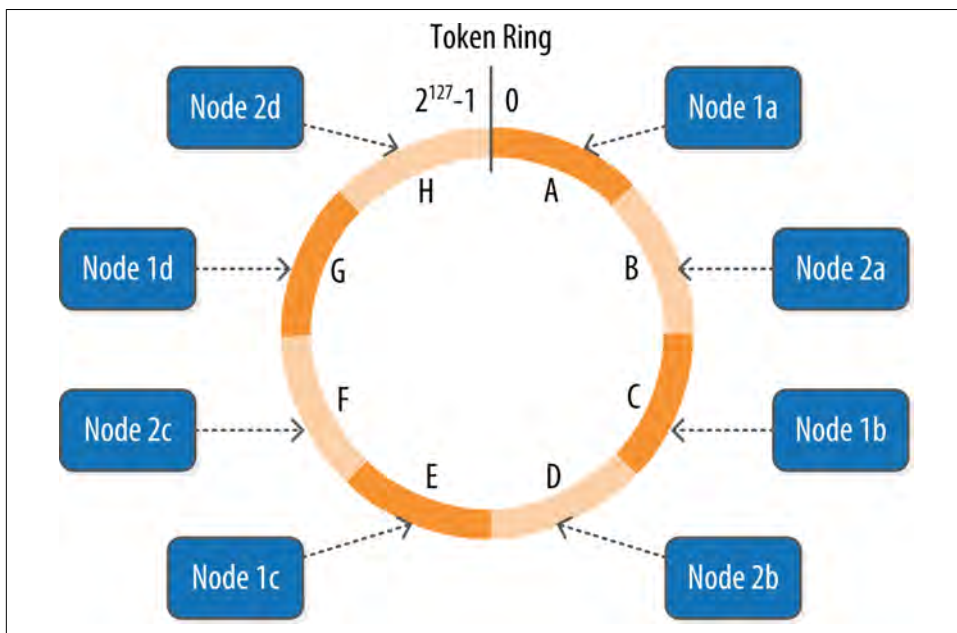 Token Ring
2¹²⁷-1 0
Node 2d
Node 1a
H
A
Node 1d
G
B
Node 2a
Node 2c
F
C
Node 1b
E
D
Node 1c
Node 2b